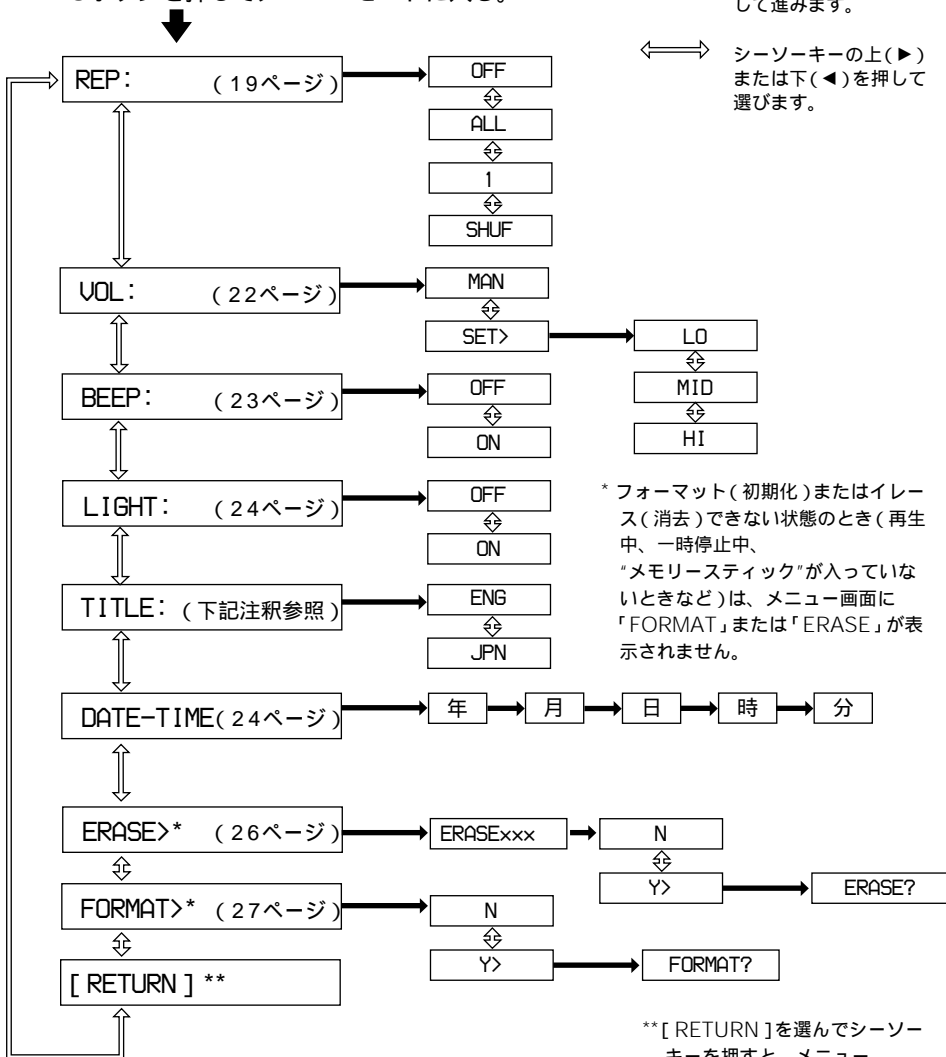 して進みます。
シーソーキーの上(▶)
または下(◀)を押して
選びます。
REP: (19ページ)
OFF
ALL
1
SHUF
VOL: (22ページ)
MAN
SET>
LO
MID
HI
BEEP: (23ページ)
OFF
ON
LIGHT: (24ページ)
OFF
ON
* フォーマット(初期化)またはイレー
ス(消去)できない状態のとき(再生
中、一時停止中、
“メモリースティック”が入っていな
いときなど)は、メニュー画面に
「FORMAT」または「ERASE」が表
示されません。
TITLE: (下記注釈参照)
ENG
JPN
DATE-TIME(24ページ)
年 月 日 時 分
ERASE>* (26ページ)
ERASExxx
N
Y>
ERASE?
FORMAT>* (27ページ)
N
Y>
FORMAT?
[RETURN]**
**[RETURN]を選んでシーソー
キーを押すと、メニュー